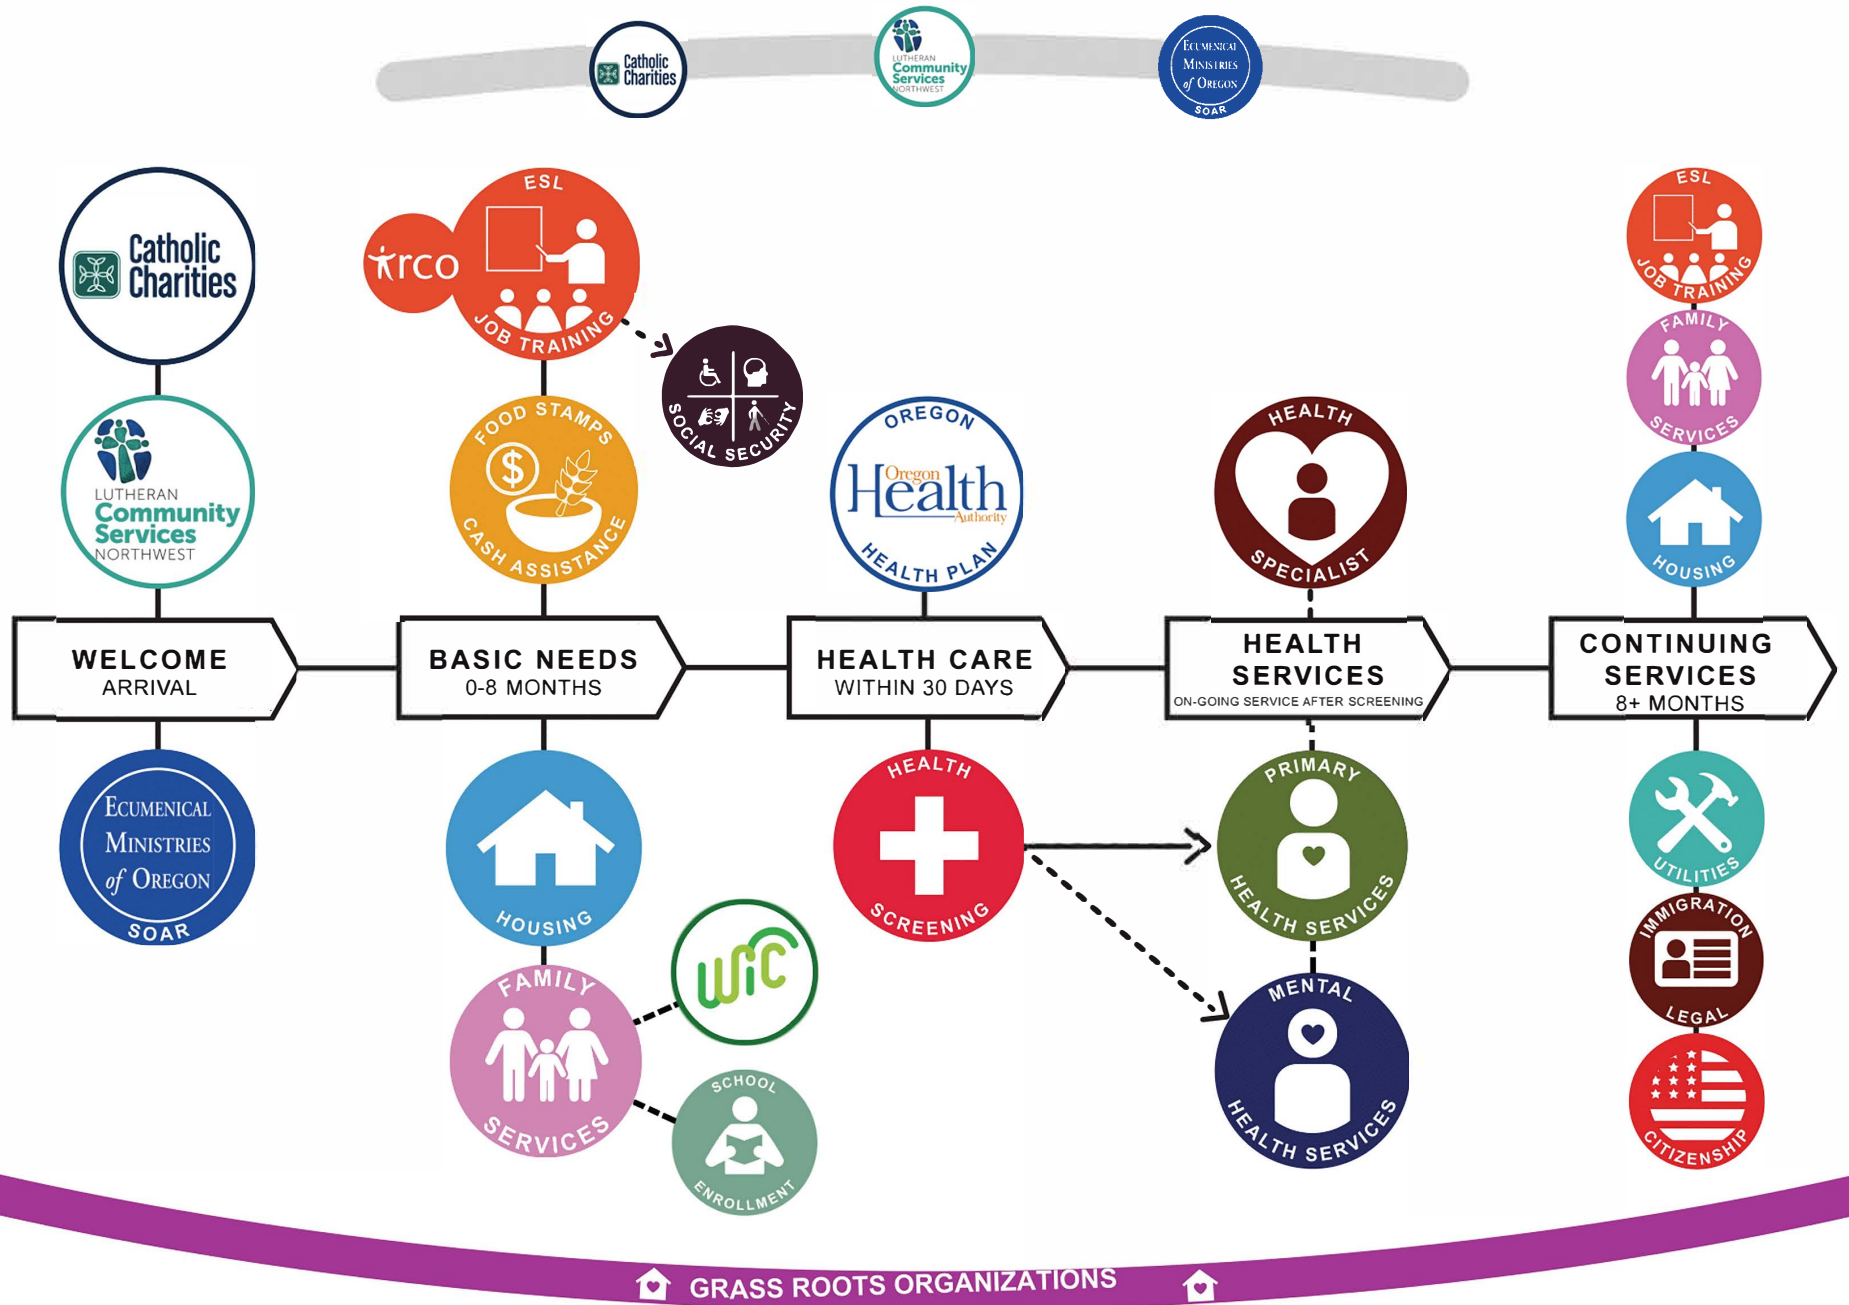 Catholic
Charities
LUTHERAN
Community
Services
NORTHWEST
ECUMENICAL
MINISTRIES
of OREGON
SOAR
Catholic
Charities
LUTHERAN
Community
Services
NORTHWEST
WELCOME
ARRIVAL
ECUMENICAL
MINISTRIES
of OREGON
SOAR
irco
ESL
JOB TRAINING
SOCIAL SECURITY
FOOD STAMPS
$
CASH ASSISTANCE
BASIC NEEDS
0-8 MONTHS
HOUSING
FAMILY
SERVICES
WIC
SCHOOL
ENROLLMENT
OREGON
Oregon
Health
Authority
HEALTH PLAN
HEALTH CARE
WITHIN 30 DAYS
HEALTH
SCREENING
HEALTH
SPECIALIST
HEALTH
SERVICES
ON-GOING SERVICE AFTER SCREENING
PRIMARY
HEALTH SERVICES
MENTAL
HEALTH SERVICES
ESL
JOB TRAINING
FAMILY
SERVICES
HOUSING
CONTINUING
SERVICES
8+ MONTHS
UTILITIES
IMMIGRATION
LEGAL
CITIZENSHIP
GRASS ROOTS ORGANIZATIONS